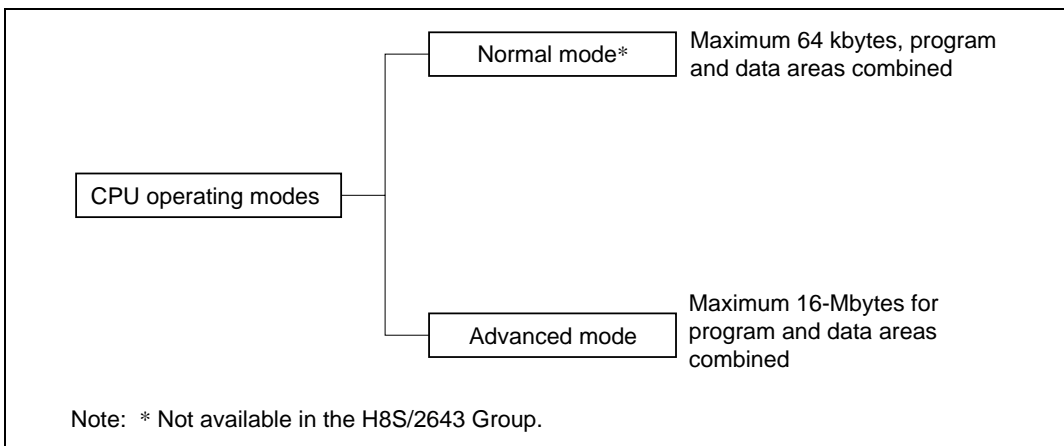 Normal mode*
Maximum 64 kbytes, program
and data areas combined
CPU operating modes
Advanced mode
Maximum 16-Mbytes for
program and data areas
combined
Note: * Not available in the H8S/2643 Group.